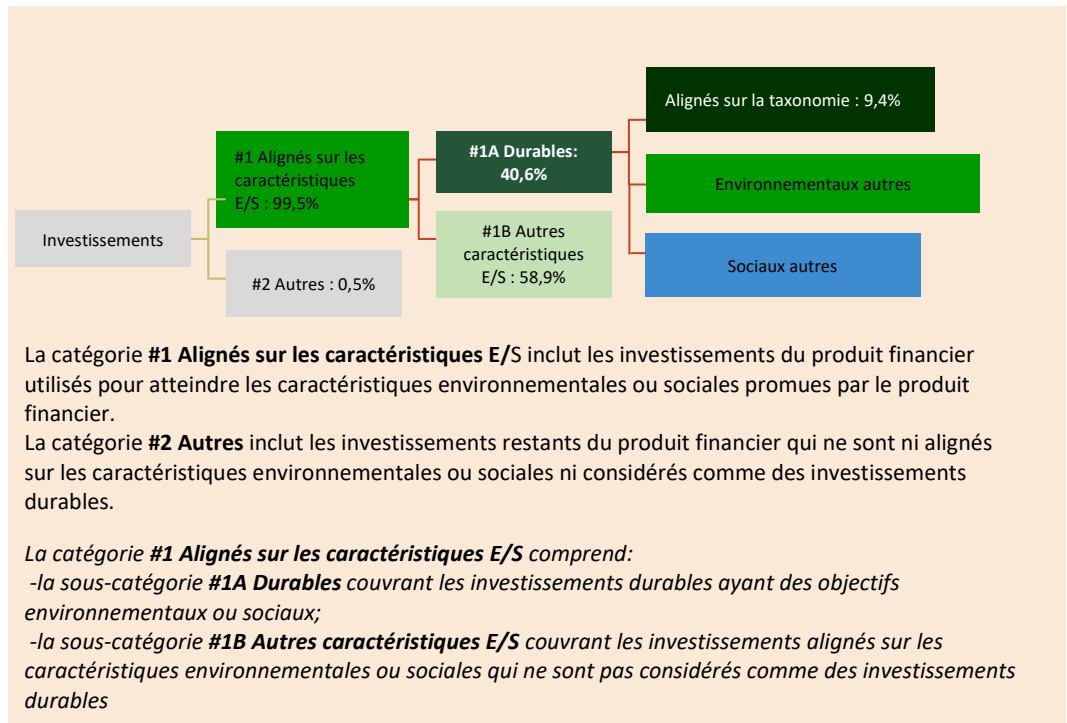 Alignés sur la taxonomie : 9,4%
#1 Alignés sur les
caractéristiques
E/S : 99,5%
#1A Durables:
40,6%
Environnementaux autres
Investissements
#1B Autres
caractéristiques
E/S : 58,9%
Sociaux autres
#2 Autres : 0,5%
La catégorie #1 Alignés sur les caractéristiques E/S inclut les investissements du produit financier
utilisés pour atteindre les caractéristiques environnementales ou sociales promues par le produit
financier.
La catégorie #2 Autres inclut les investissements restants du produit financier qui ne sont ni alignés
sur les caractéristiques environnementales ou sociales ni considérés comme des investissements
durables.
La catégorie #1 Alignés sur les caractéristiques E/S comprend:
-la sous-catégorie #1A Durables couvrant les investissements durables ayant des objectifs
environnementaux ou sociaux;
-la sous-catégorie #1B Autres caractéristiques E/S couvrant les investissements alignés sur les
caractéristiques environnementales ou sociales qui ne sont pas considérés comme des investissements
durables